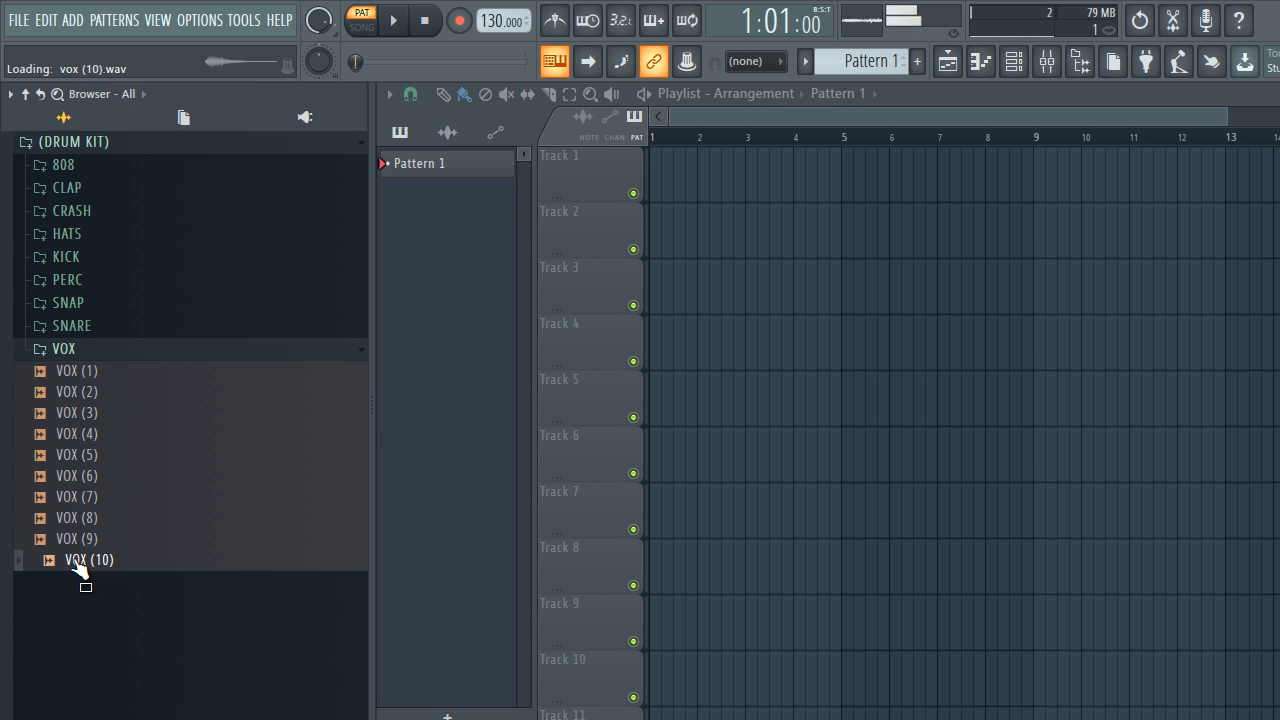 FILE EDIT ADD PATTERNS VIEW OPTIONS TOOLS HELP
PAT
SONG
130.000
3.2.
1:01:00
B:S:T
2
79 MB
1
Loading: vox (10).wav
(none)
Pattern 1
+
Browser - All
Playlist - Arrangement
Pattern 1
(DRUM KIT)
808
CLAP
CRASH
HATS
KICK
PERC
SNAP
SNARE
VOX
VOX (1)
VOX (2)
VOX (3)
VOX (4)
VOX (5)
VOX (6)
VOX (7)
VOX (8)
VOX (9)
VOX (10)
Pattern 1
NOTE CHAN PAT
1 2 3 4 5 6 7 8 9 10 11 12 13
Track 1
Track 2
Track 3
Track 4
Track 5
Track 6
Track 7
Track 8
Track 9
Track 10
Track 11